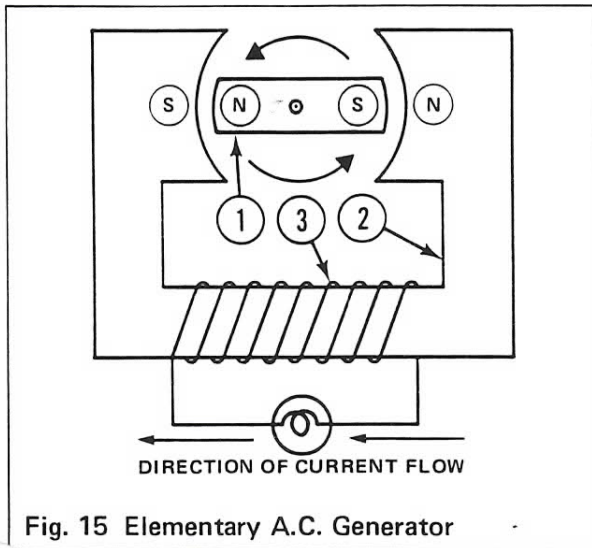 S N S N
1 3 2
DIRECTION OF CURRENT FLOW
Fig. 15 Elementary A.C. Generator